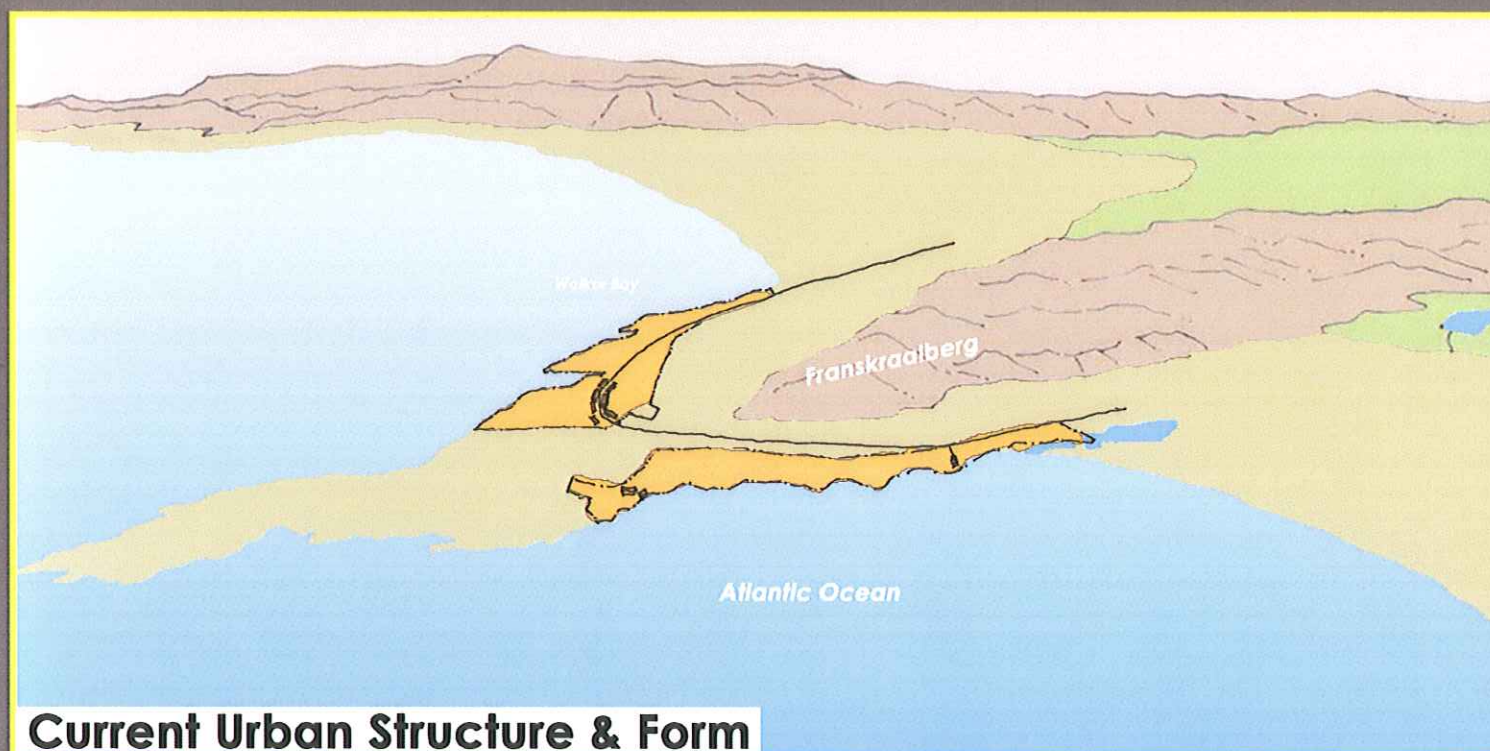 Walker Bay
Franskraalberg
Atlantic Ocean
Current Urban Structure & Form